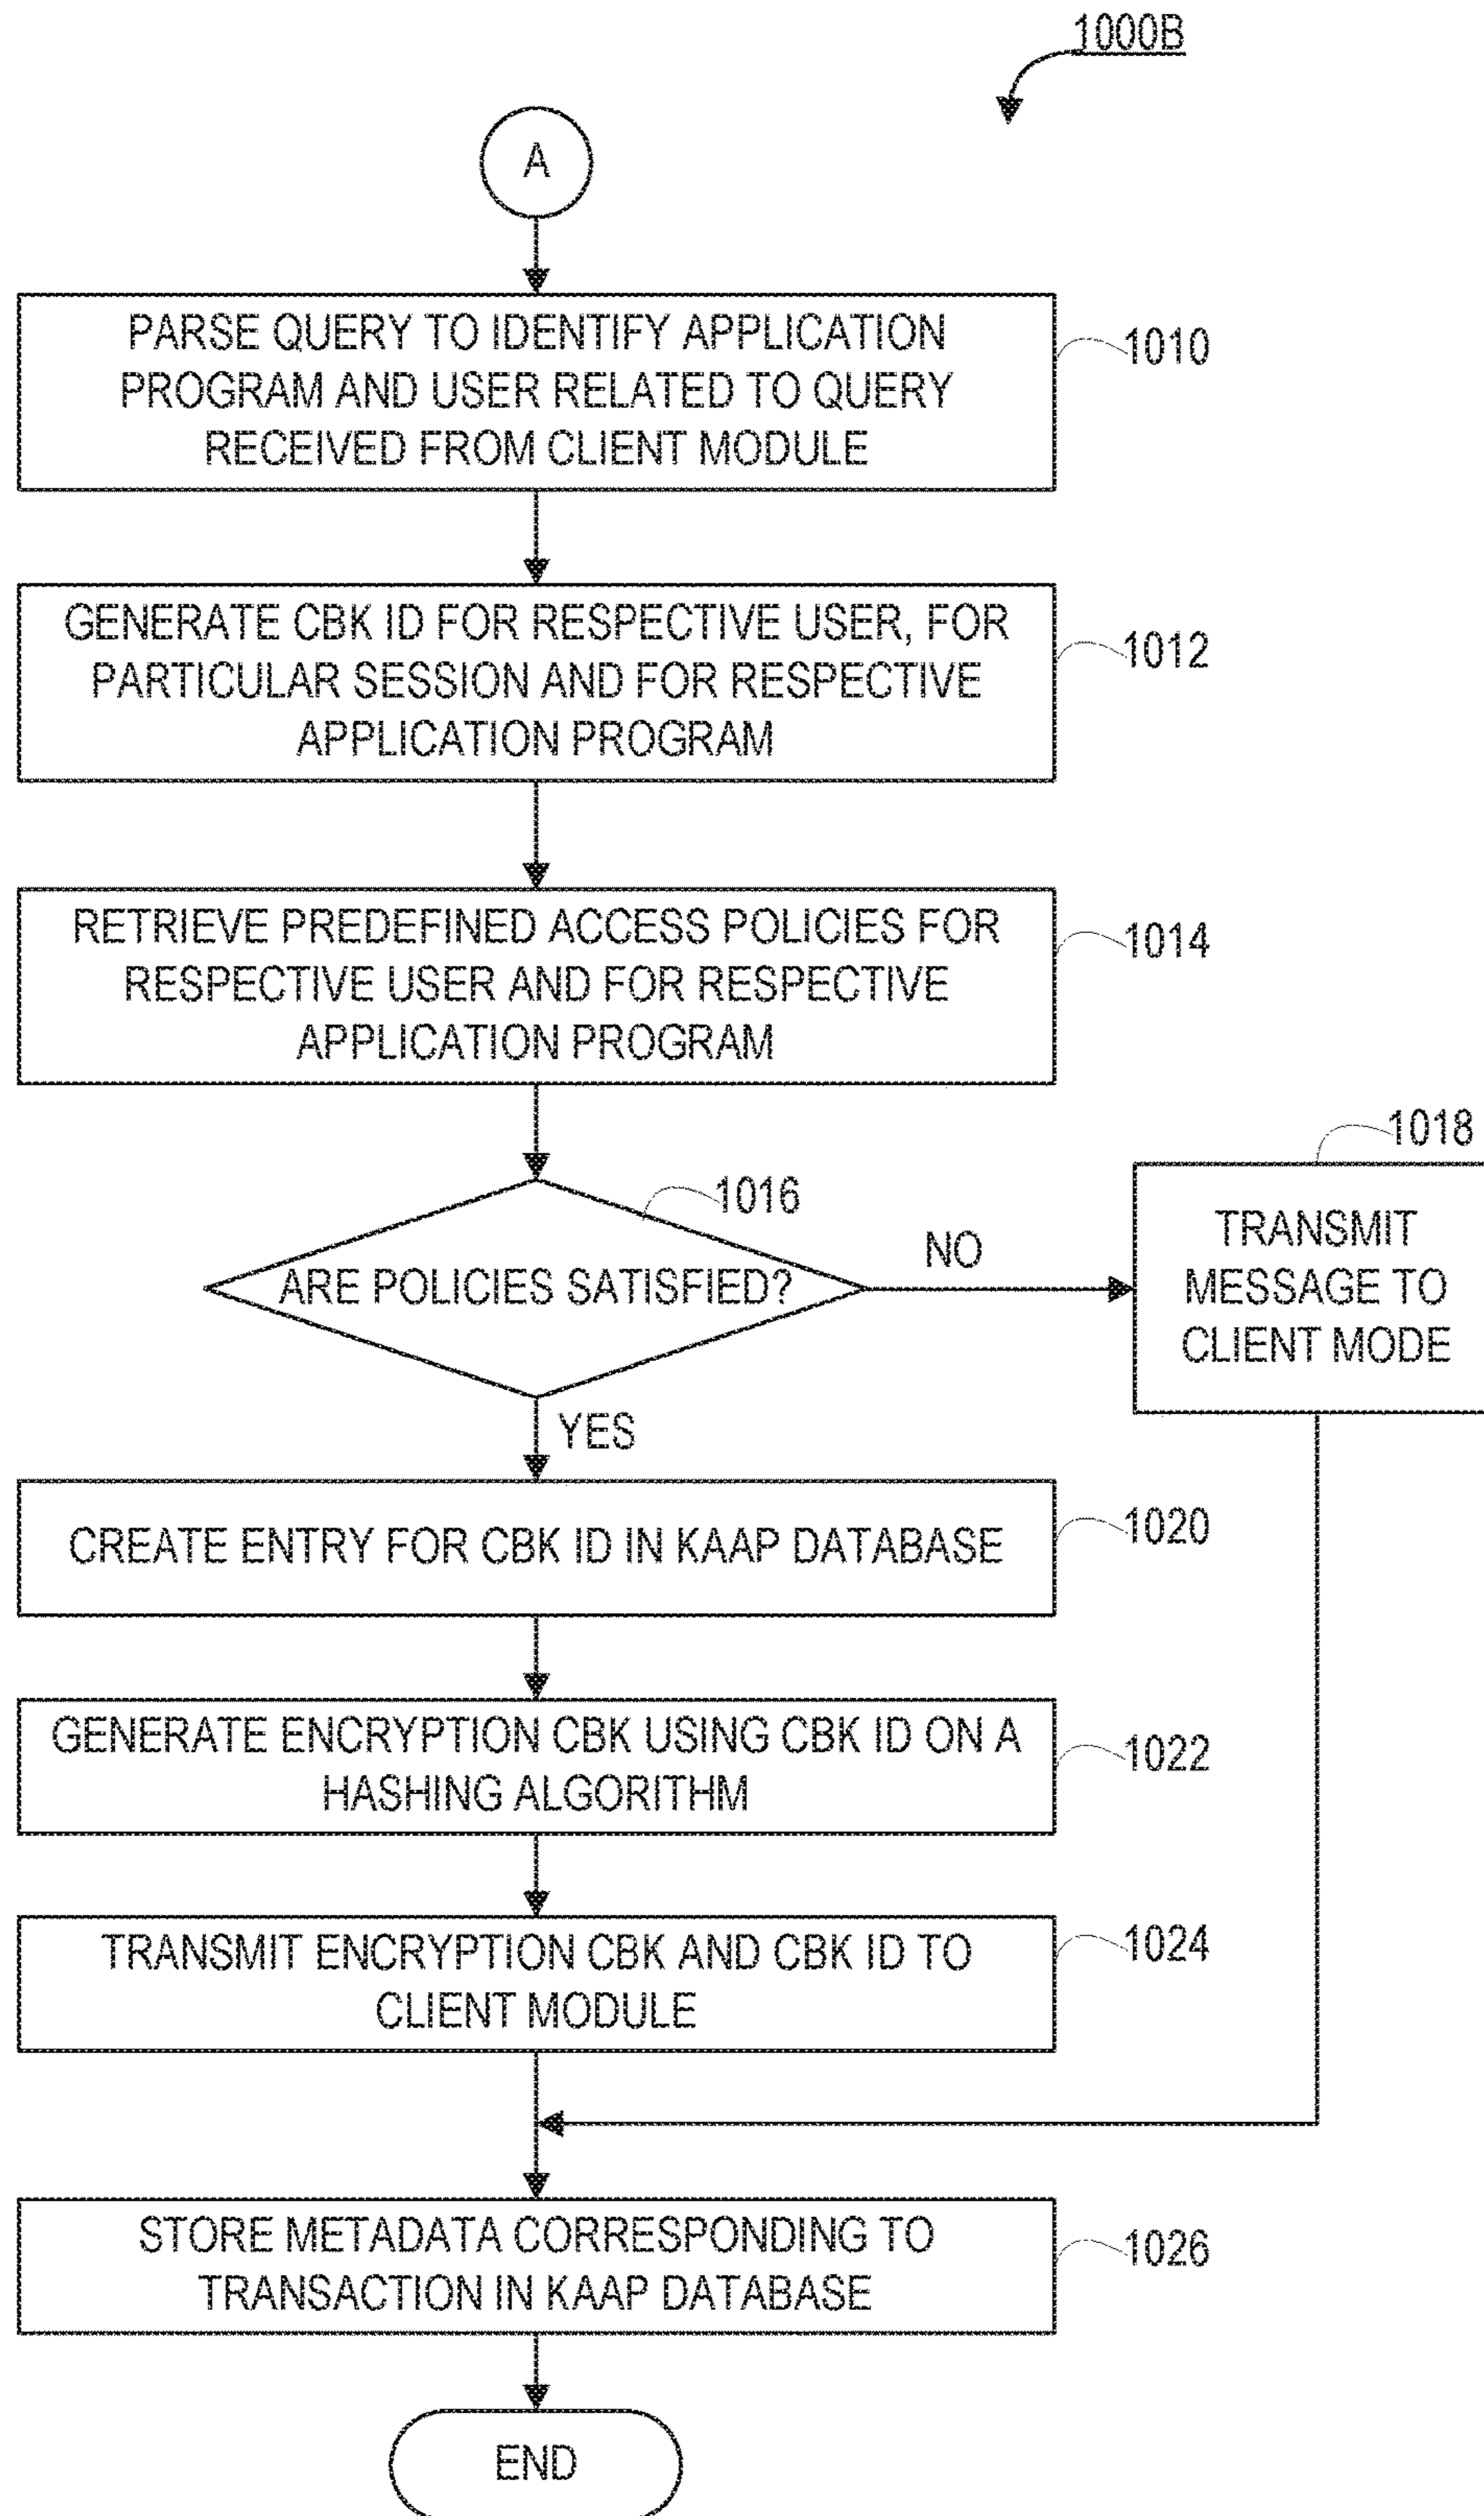 1000B
A
PARSE QUERY TO IDENTIFY APPLICATION
PROGRAM AND USER RELATED TO QUERY
RECEIVED FROM CLIENT MODULE
1010
GENERATE CBK ID FOR RESPECTIVE USER, FOR
PARTICULAR SESSION AND FOR RESPECTIVE
APPLICATION PROGRAM
1012
RETRIEVE PREDEFINED ACCESS POLICIES FOR
RESPECTIVE USER AND FOR RESPECTIVE
APPLICATION PROGRAM
1014
1016
ARE POLICIES SATISFIED?
NO
1018
TRANSMIT
MESSAGE TO
CLIENT MODE
YES
CREATE ENTRY FOR CBK ID IN KAAP DATABASE
1020
GENERATE ENCRYPTION CBK USING CBK ID ON A
HASHING ALGORITHM
1022
TRANSMIT ENCRYPTION CBK AND CBK ID TO
CLIENT MODULE
1024
STORE METADATA CORRESPONDING TO
TRANSACTION IN KAAP DATABASE
1026
END